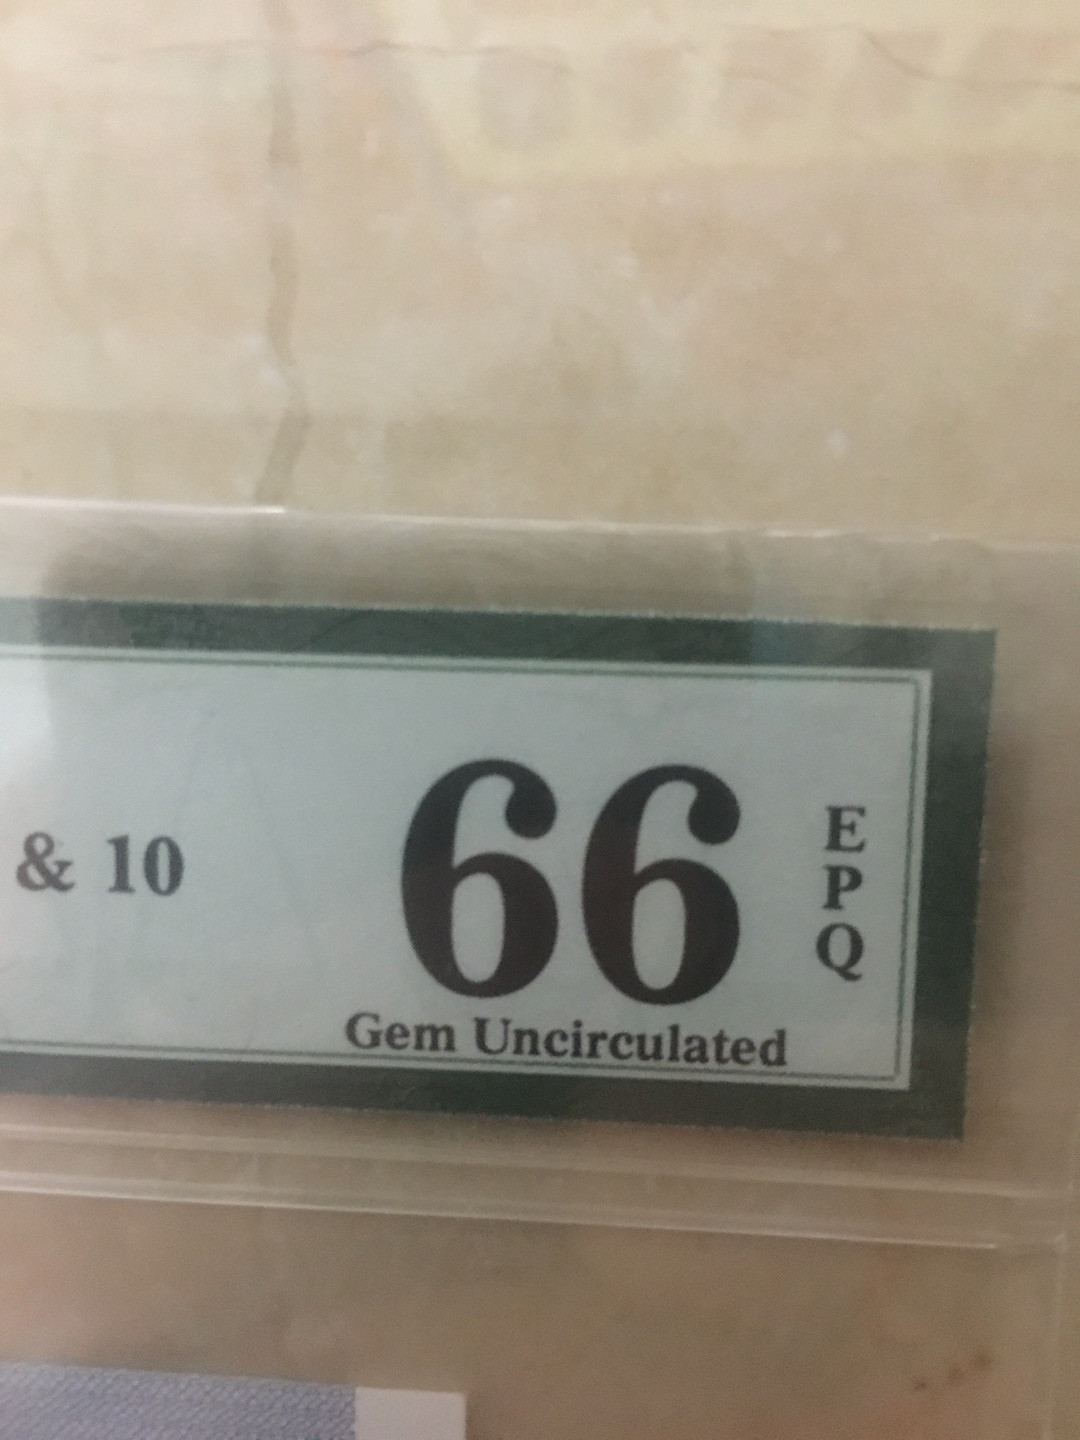 & 10
66
E
P
Q
Gem Uncirculated